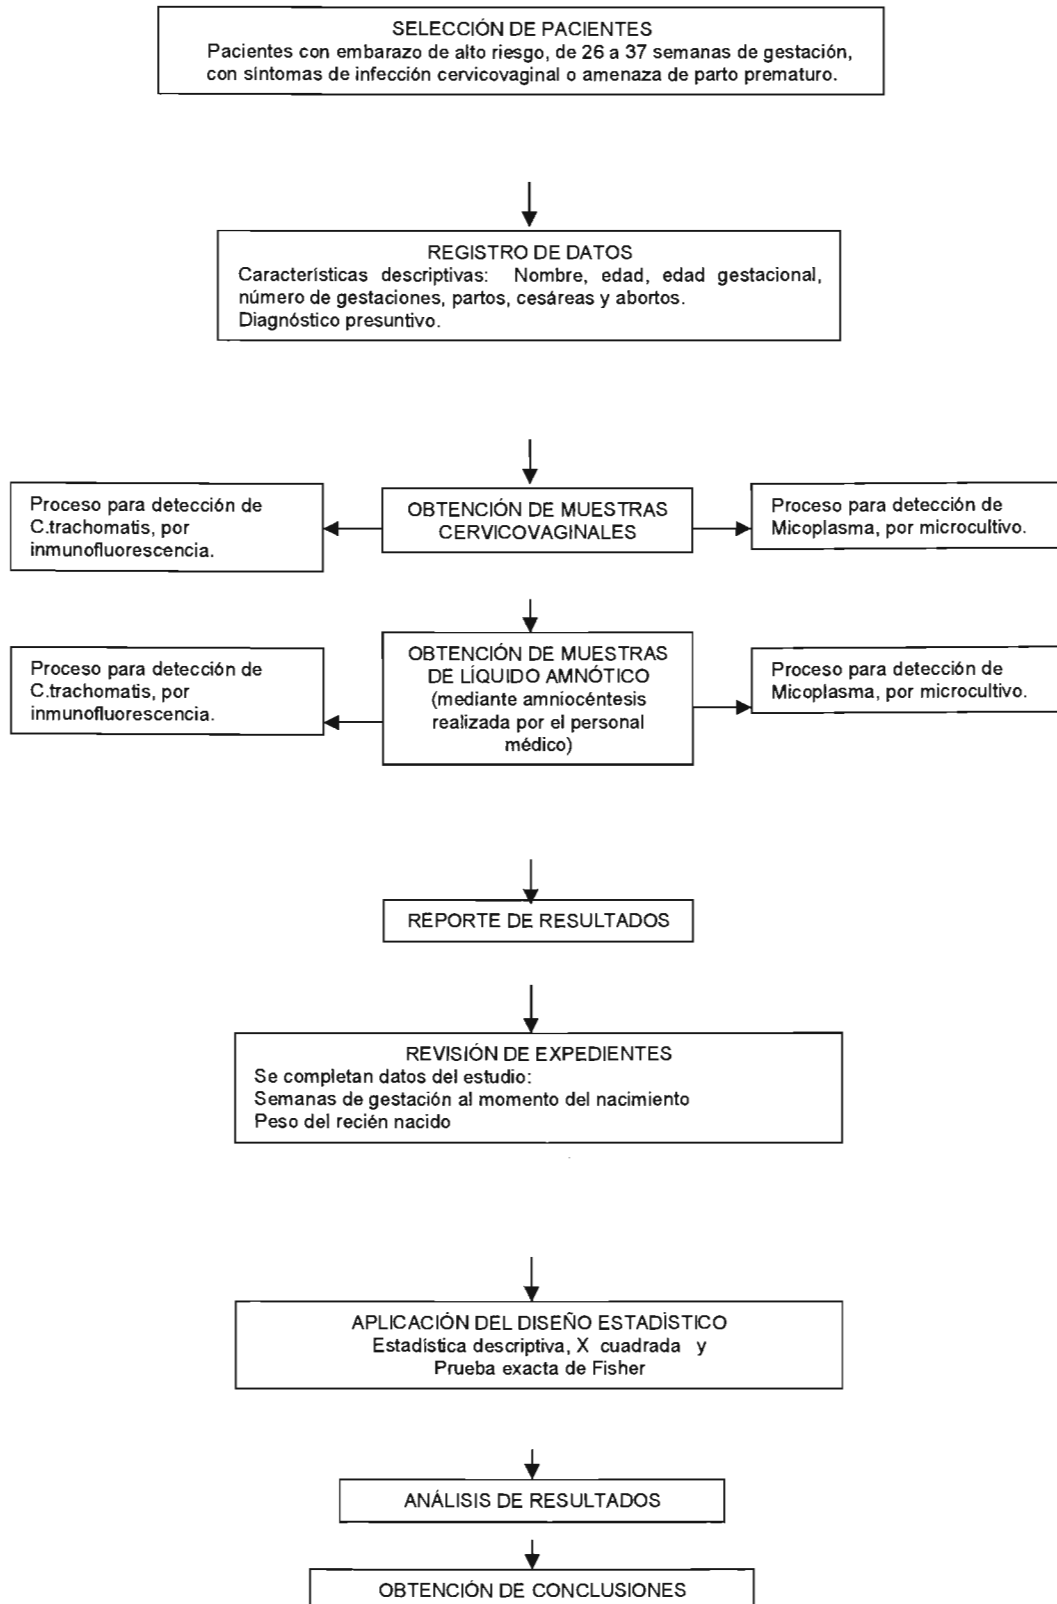 SELECCIÓN DE PACIENTES
Pacientes con embarazo de alto riesgo, de 26 a 37 semanas de gestación,
con síntomas de infección cervicovaginal o amenaza de parto prematuro.
REGISTRO DE DATOS
Características descriptivas: Nombre, edad, edad gestacional,
número de gestaciones, partos, cesáreas y abortos.
Diagnóstico presuntivo.
Proceso para detección de
C.trachomatis, por
inmunofluorescencia.
OBTENCIÓN DE MUESTRAS
CERVICOVAGINALES
Proceso para detección de
Micoplasma, por microcultivo.
Proceso para detección de
C.trachomatis, por
inmunofluorescencia.
OBTENCIÓN DE MUESTRAS
DE LÍQUIDO AMNÓTICO
(mediante amniocéntesis
realizada por el personal
médico)
Proceso para detección de
Micoplasma, por microcultivo.
REPORTE DE RESULTADOS
REVISIÓN DE EXPEDIENTES
Se completan datos del estudio:
Semanas de gestación al momento del nacimiento
Peso del recién nacido
APLICACIÓN DEL DISEÑO ESTADÍSTICO
Estadística descriptiva, X cuadrada y
Prueba exacta de Fisher
ANÁLISIS DE RESULTADOS
OBTENCIÓN DE CONCLUSIONES